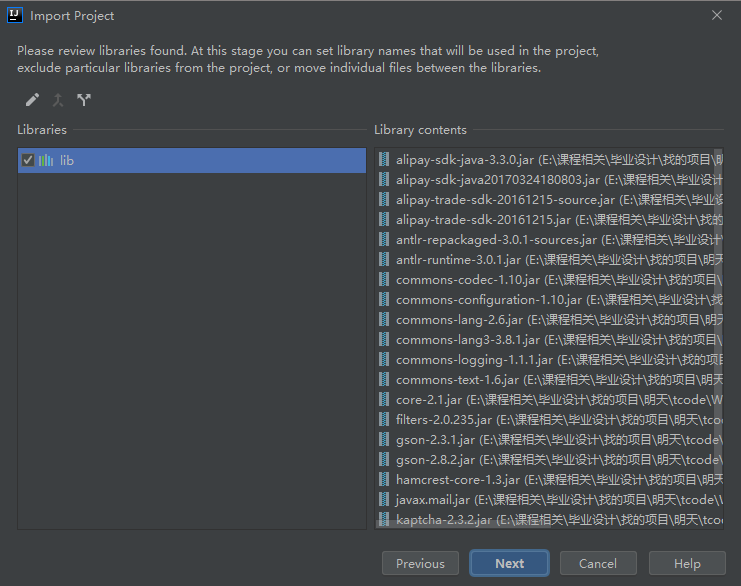 Import Project
Please review libraries found. At this stage you can set library names that will be used in the project,
exclude particular libraries from the project, or move individual files between the libraries.
Libraries
Library contents
lib
alipay-sdk-java-3.3.0.jar (E:\课程相关\毕业设计\找的项目\明
alipay-sdk-java20170324180803.jar (E:\课程相关\毕业设计
alipay-trade-sdk-20161215-source.jar (E:\课程相关\毕业设
alipay-trade-sdk-20161215.jar (E:\课程相关\毕业设计\找的
antlr-repackaged-3.0.1-sources.jar (E:\课程相关\毕业设计
antlr-runtime-3.0.1.jar (E:\课程相关\毕业设计\找的项目\明
commons-codec-1.10.jar (E:\课程相关\毕业设计\找的项目\
commons-configuration-1.10.jar (E:\课程相关\毕业设计\找
commons-lang-2.6.jar (E:\课程相关\毕业设计\找的项目\明天
commons-lang3-3.8.1.jar (E:\课程相关\毕业设计\找的项目\
commons-logging-1.1.1.jar (E:\课程相关\毕业设计\找的项目
commons-text-1.6.jar (E:\课程相关\毕业设计\找的项目\明天
core-2.1.jar (E:\课程相关\毕业设计\找的项目\明天\tcode\W
filters-2.0.235.jar (E:\课程相关\毕业设计\找的项目\明天\tco
gson-2.3.1.jar (E:\课程相关\毕业设计\找的项目\明天\tcode\
gson-2.8.2.jar (E:\课程相关\毕业设计\找的项目\明天\tcode\
hamcrest-core-1.3.jar (E:\课程相关\毕业设计\找的项目\明天
javax.mail.jar (E:\课程相关\毕业设计\找的项目\明天\tcode\
kaptcha-2.3.2.jar (E:\课程相关\毕业设计\找的项目\明天\tco
Previous
Next
Cancel
Help